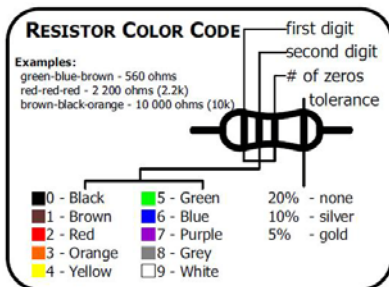 RESISTOR COLOR CODE
first digit
second digit
# of zeros
tolerance
Examples:
green-blue-brown - 560 ohms
red-red-red - 2 200 ohms (2.2k)
brown-black-orange - 10 000 ohms (10k)
0 - Black
1 - Brown
2 - Red
3 - Orange
4 - Yellow
5 - Green
6 - Blue
7 - Purple
8 - Grey
9 - White
20% - none
10% - silver
5% - gold